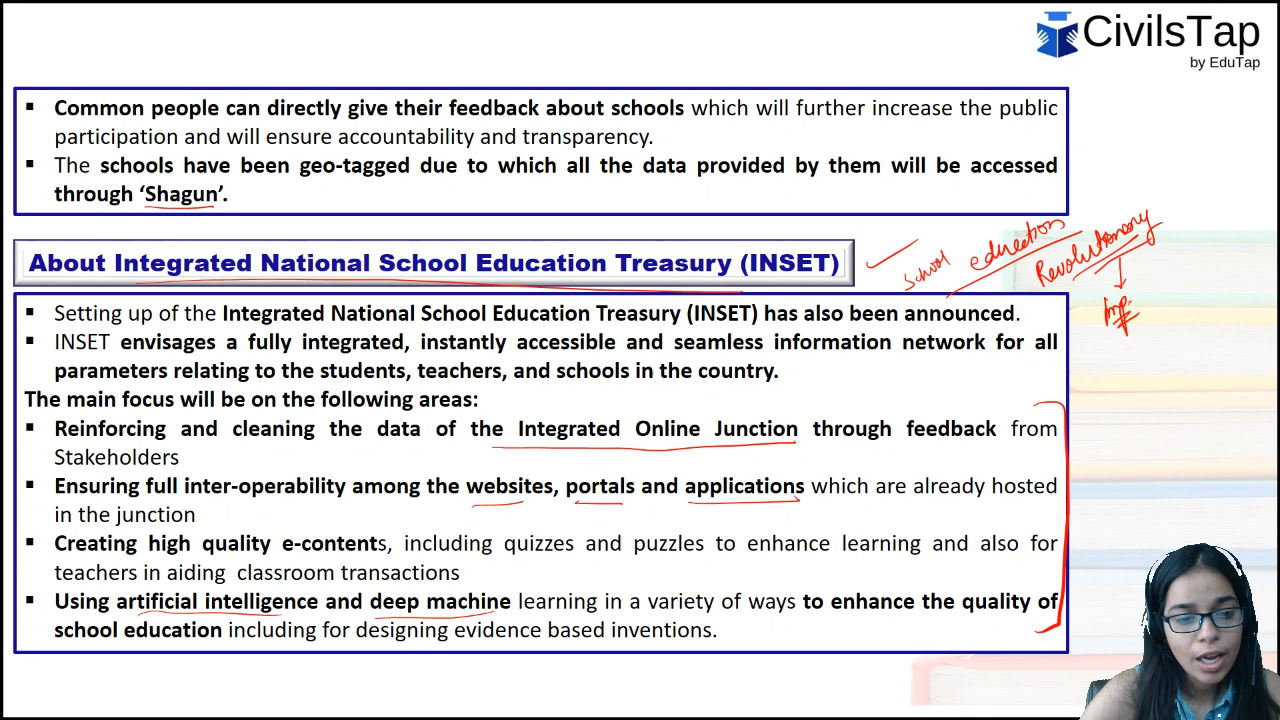 CivilsTap
by EduTap
▪ Common people can directly give their feedback about schools which will further increase the public
participation and will ensure accountability and transparency.
▪ The schools have been geo-tagged due to which all the data provided by them will be accessed
through ‘Shagun’.
About Integrated National School Education Treasury (INSET)
School education
Revolutionary
Imp.
▪ Setting up of the Integrated National School Education Treasury (INSET) has also been announced.
▪ INSET envisages a fully integrated, instantly accessible and seamless information network for all
parameters relating to the students, teachers, and schools in the country.
The main focus will be on the following areas:
▪ Reinforcing and cleaning the data of the Integrated Online Junction through feedback from
Stakeholders
▪ Ensuring full inter-operability among the websites, portals and applications which are already hosted
in the junction
▪ Creating high quality e-contents, including quizzes and puzzles to enhance learning and also for
teachers in aiding classroom transactions
▪ Using artificial intelligence and deep machine learning in a variety of ways to enhance the quality of
school education including for designing evidence based inventions.